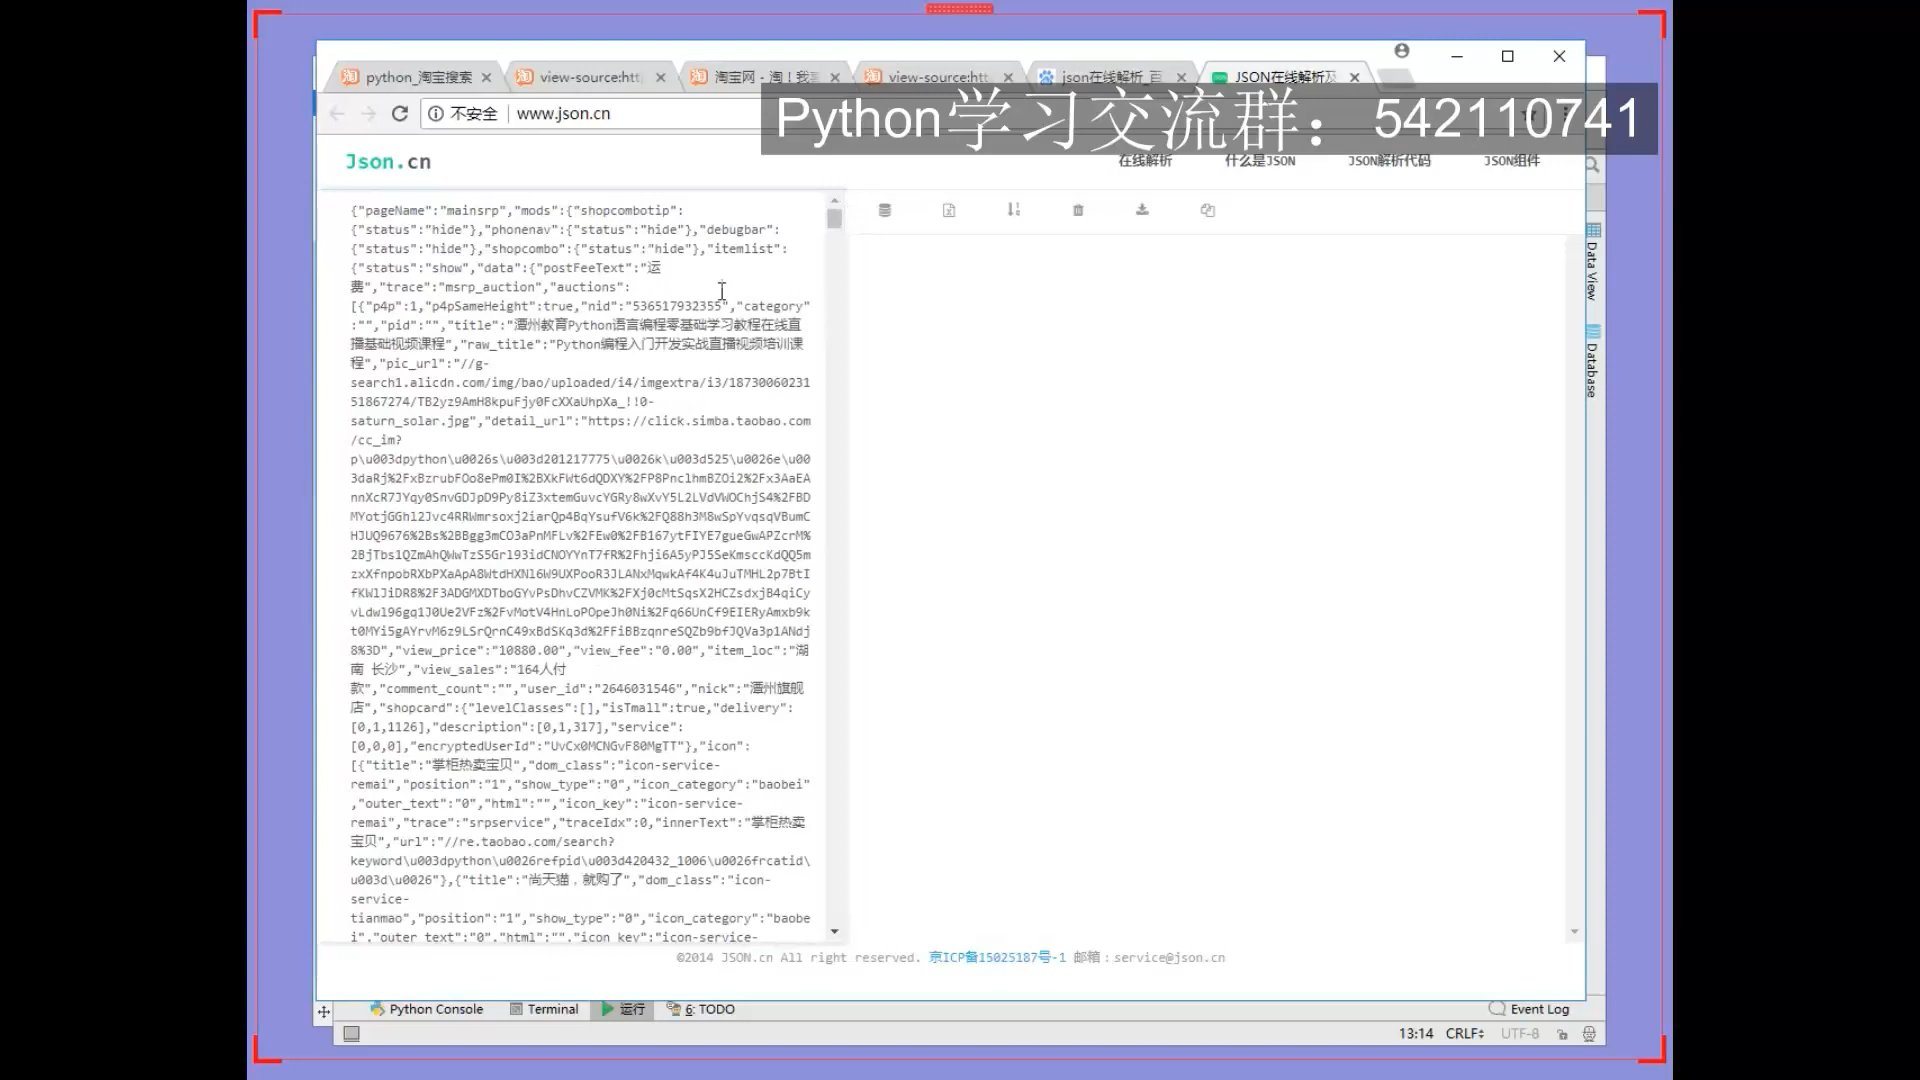 python_淘宝搜索
view-source:htt
淘宝网 - 淘！我
view-source:htt
json在线解析_百
JSON在线解析及
不安全
www.json.cn
Python学习交流群：542110741
Json.cn
在线解析
什么是JSON
JSON解析代码
JSON组件
{"pageName":"mainsrp","mods":{"shopcombotip":
{"status":"hide"},"phonenav":{"status":"hide"},"debugbar":
{"status":"hide"},"shopcombo":{"status":"hide"},"itemlist":
{"status":"show","data":{"postFeeText":"运
费","trace":"msrp_auction","auctions":
[{"p4p":1,"p4pSameHeight":true,"nid":"536517932355","category"
:"","pid":"","title":"潭州教育Python语言编程零基础学习教程在线直
播基础视频课程","raw_title":"Python编程入门开发实战直播视频培训课
程","pic_url":"//g-
search1.alicdn.com/img/bao/uploaded/i4/imgextra/i3/18730060231
51867274/TB2yz9AmH8kpuFjy0FcXXaUhpXa_!!0-
saturn_solar.jpg","detail_url":"https://click.simba.taobao.com
/cc_im?
p\u003dpython\u0026s\u003d201217775\u0026k\u003d525\u0026e\u00
8%3D","view_price":"10880.00","view_fee":"0.00","item_loc":"湖
南 长沙","view_sales":"164人付
款","comment_count":"","user_id":"2646031546","nick":"潭州旗舰
店","shopcard":{"levelClasses":[],"isTmall":true,"delivery":
[0,1,1126],"description":[0,1,317],"service":
[0,0,0],"encryptedUserId":"UvCx0MCNGvF80MgTT"},"icon":
[{"title":"掌柜热卖宝贝","dom_class":"icon-service-
remai","position":"1","show_type":"0","icon_category":"baobei"
,"outer_text":"0","html":"","icon_key":"icon-service-
remai","trace":"srpservice","traceIdx":0,"innerText":"掌柜热卖
宝贝","url":"//re.taobao.com/search?
keyword\u003dpython\u0026refpid\u003d420432_1006\u0026frcatid\
u003d\u0026"},{"title":"尚天猫，就购了","dom_class":"icon-
service-
tianmao","position":"1","show_type":"0","icon_category":"baobe
i","outer_text":"0","html":"","icon_key":"icon-service-
©2014 JSON.cn All right reserved. 京ICP备15025187号-1 邮箱：service@json.cn
Data View
Database
Python Console
Terminal
运行
6: TODO
Event Log
13:14
CRLF
UTF-8